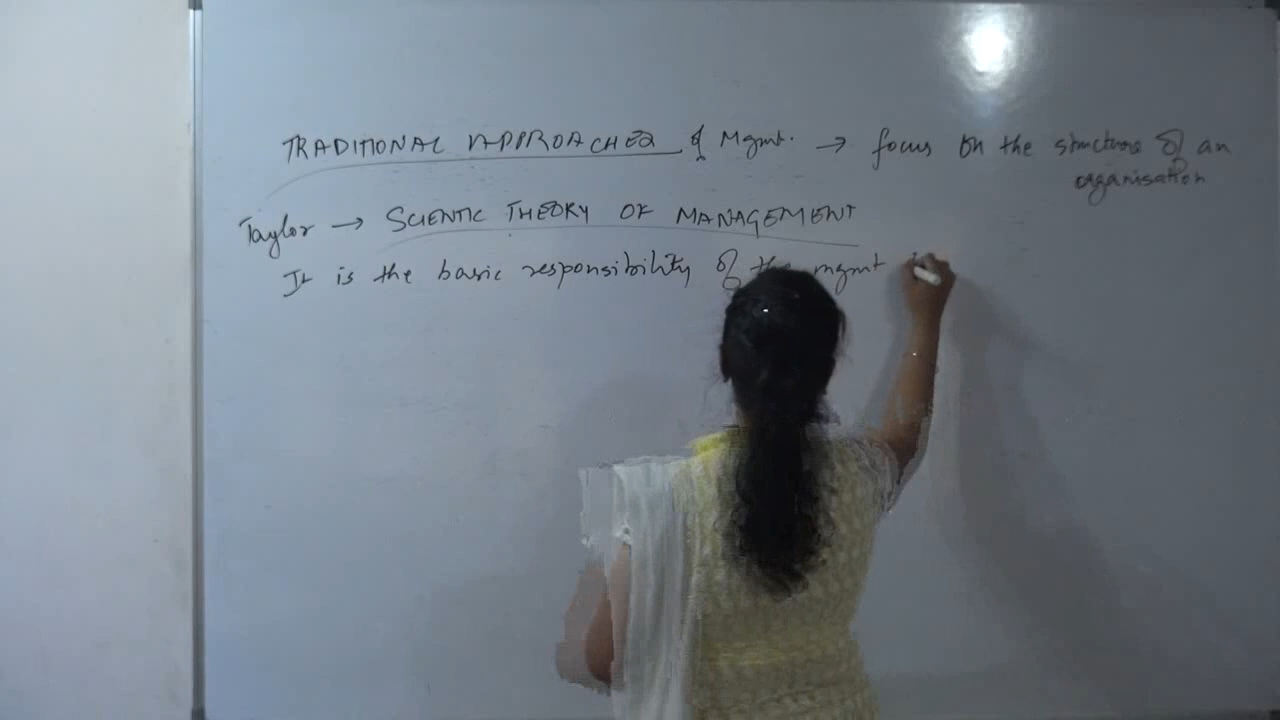 TRADITIONAL APPROACHES of Mgmt. → focus on the structure of an
organisation
Taylor → SCIENTIC THEORY OF MANAGEMENT
It is the basic responsibility of the mgmt